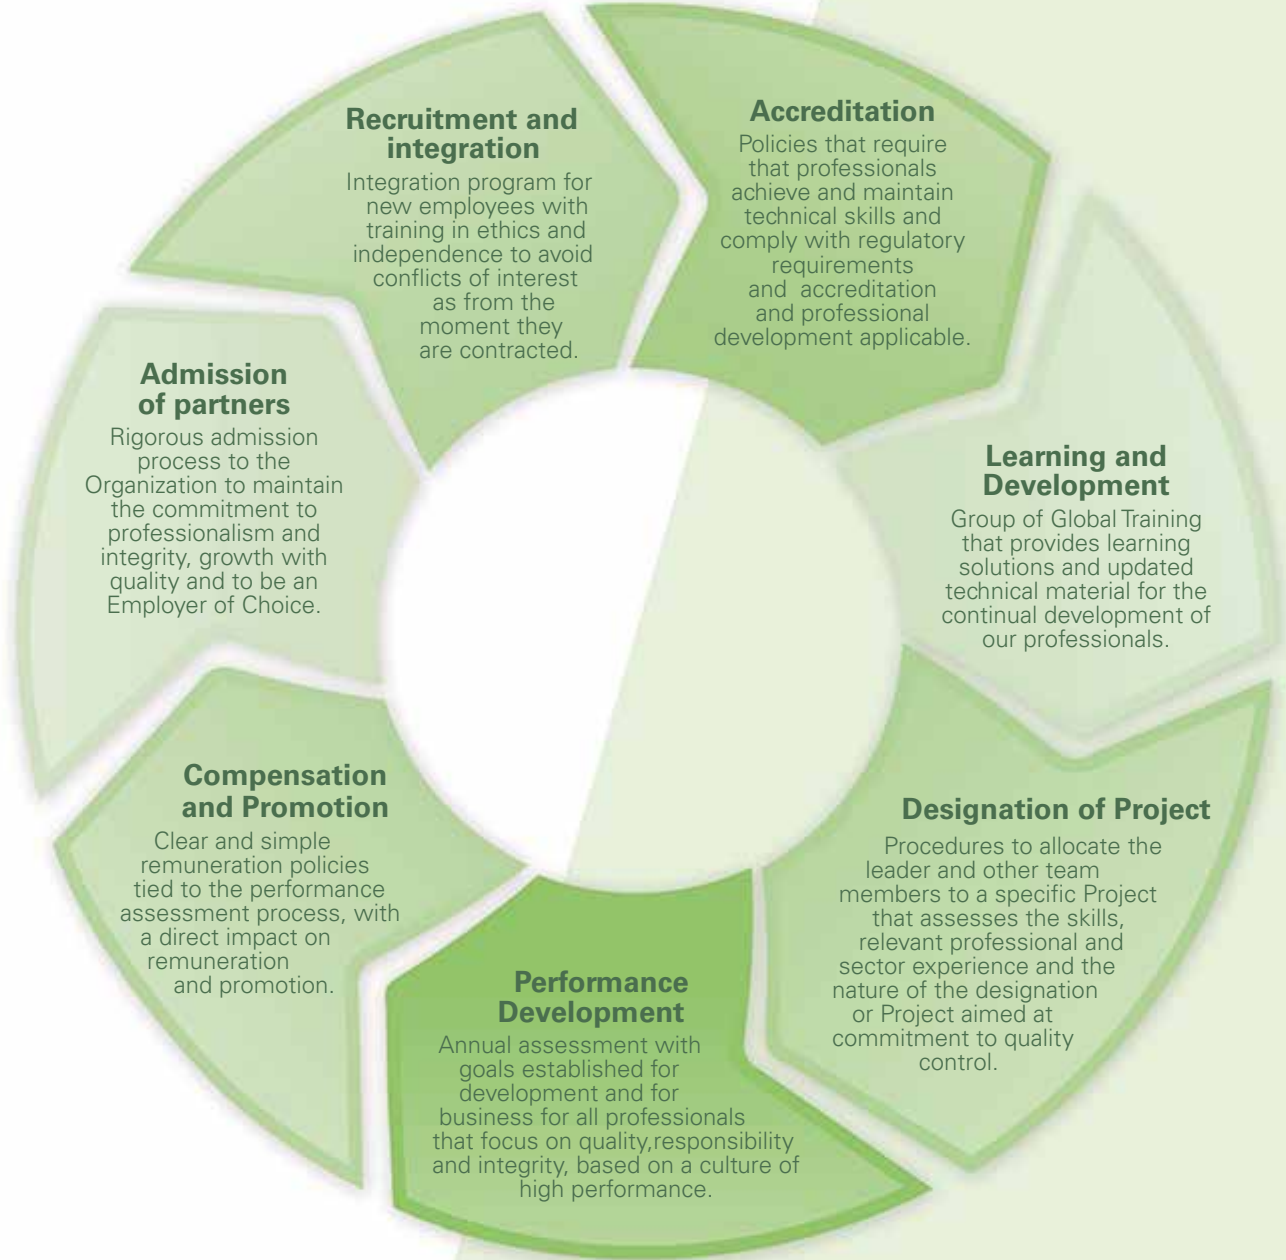 Recruitment and
integration
Integration program for
new employees with
training in ethics and
independence to avoid
conflicts of interest
as from the
moment they
are contracted.
Accreditation
Policies that require
that professionals
achieve and maintain
technical skills and
comply with regulatory
requirements
and accreditation
and professional
development applicable.
Learning and
Development
Group of Global Training
that provides learning
solutions and updated
technical material for the
continual development of
our professionals.
Designation of Project
Procedures to allocate the
leader and other team
members to a specific Project
that assesses the skills,
relevant professional and
sector experience and the
nature of the designation
or Project aimed at
commitment to quality
control.
Performance
Development
Annual assessment with
goals established for
development and for
business for all professionals
that focus on quality,responsibility
and integrity, based on a culture of
high performance.
Compensation
and Promotion
Clear and simple
remuneration policies
tied to the performance
assessment process, with
a direct impact on
remuneration
and promotion.
Admission
of partners
Rigorous admission
process to the
Organization to maintain
the commitment to
professionalism and
integrity, growth with
quality and to be an
Employer of Choice.